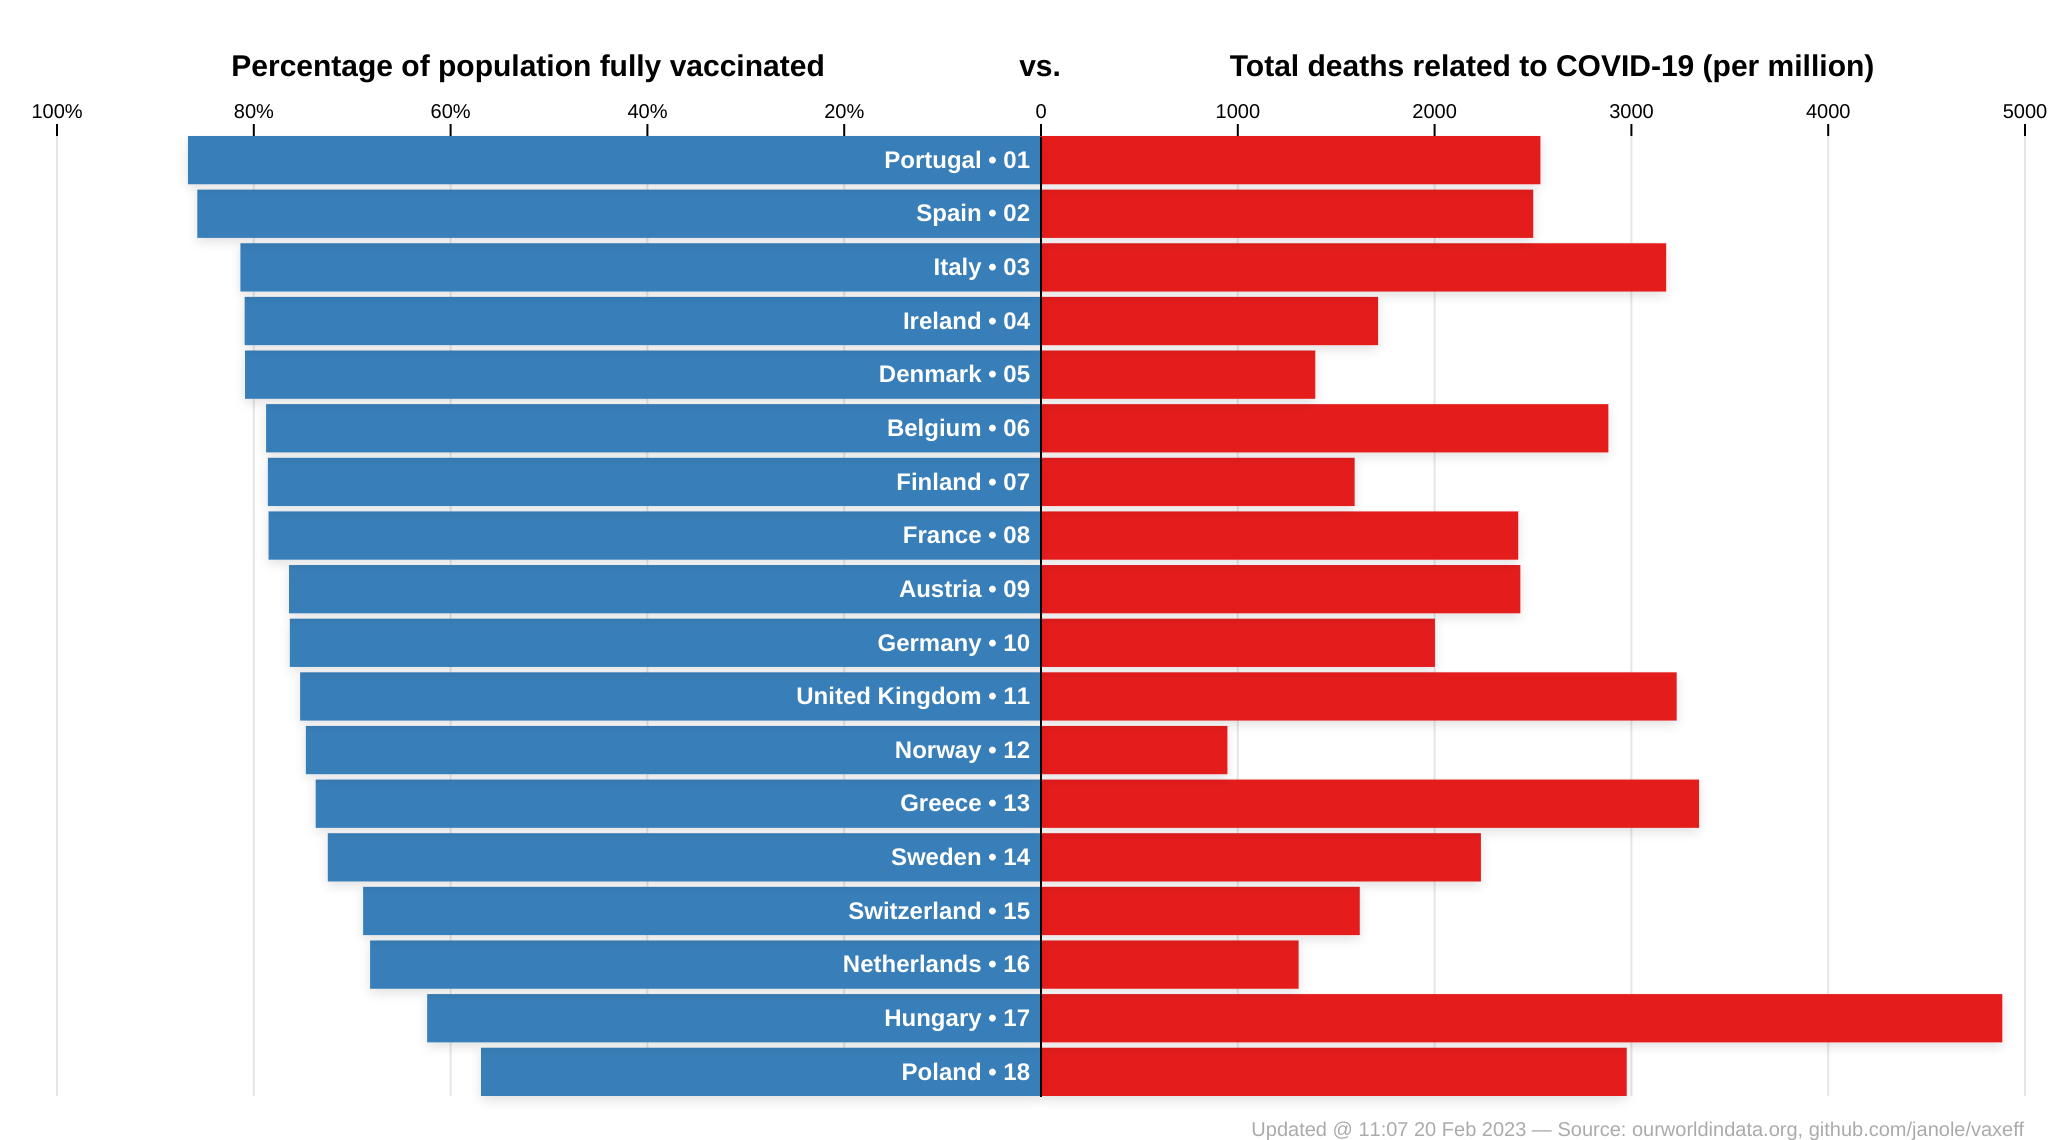 Percentage of population fully vaccinated vs. Total deaths related to COVID-19 (per million)
100% 80% 60% 40% 20% 0 1000 2000 3000 4000 5000
Portugal • 01
Spain • 02
Italy • 03
Ireland • 04
Denmark • 05
Belgium • 06
Finland • 07
France • 08
Austria • 09
Germany • 10
United Kingdom • 11
Norway • 12
Greece • 13
Sweden • 14
Switzerland • 15
Netherlands • 16
Hungary • 17
Poland • 18
Updated @ 11:07 20 Feb 2023 — Source: ourworldindata.org, github.com/janole/vaxeff